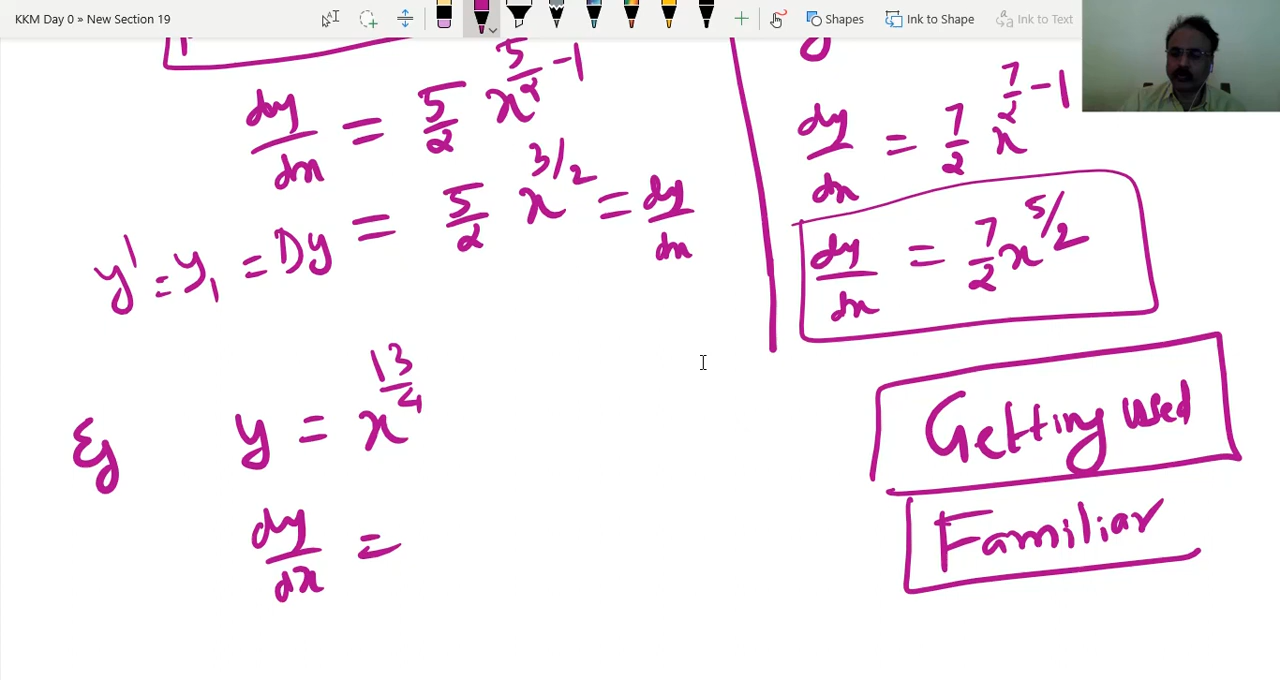 KKM Day 0 » New Section 19
Shapes
Ink to Shape
Ink to Text
dy/dx = 5/2 x^(5/2 - 1)
y' = y₁ = Dy = 5/2 x^(3/2) = dy/dx
dy/dx = 7/2 x^(7/2 - 1)
dy/dx = 7/2 x^(5/2)
Eg y = x^(13/4)
dy/dx =
Getting used
Familiar